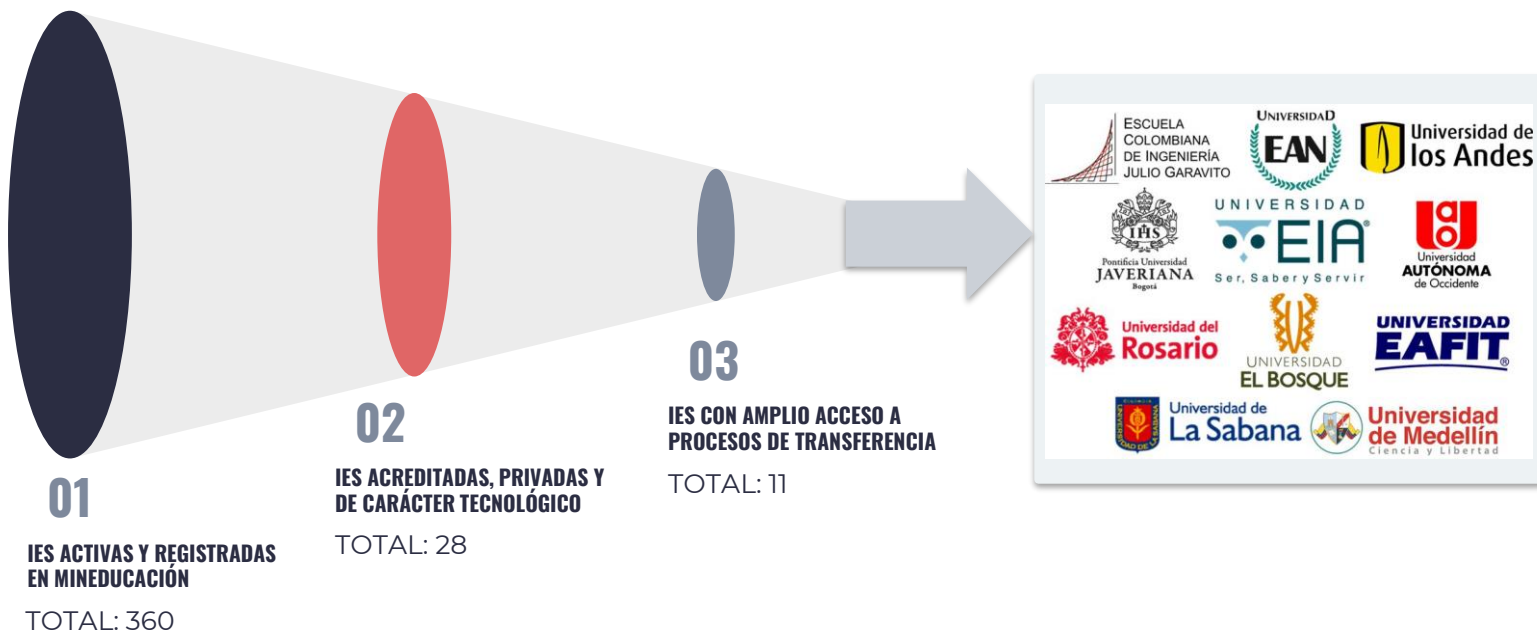 01
IES ACTIVAS Y REGISTRADAS
EN MINEDUCACIÓN
TOTAL: 360
02
IES ACREDITADAS, PRIVADAS Y
DE CARÁCTER TECNOLÓGICO
TOTAL: 28
03
IES CON AMPLIO ACCESO A
PROCESOS DE TRANSFERENCIA
TOTAL: 11
ESCUELA
COLOMBIANA
DE INGENIERÍA
JULIO GARAVITO
UNIVERSIDAD
EAN
Universidad de
los Andes
IHS
Pontificia Universidad
JAVERIANA
Bogotá
UNIVERSIDAD
EIA
Ser, Saber y Servir
Universidad
AUTÓNOMA
de Occidente
Universidad del
Rosario
UNIVERSIDAD
EL BOSQUE
UNIVERSIDAD
EAFIT®
Universidad de
La Sabana
Universidad
de Medellín
Ciencia y Libertad